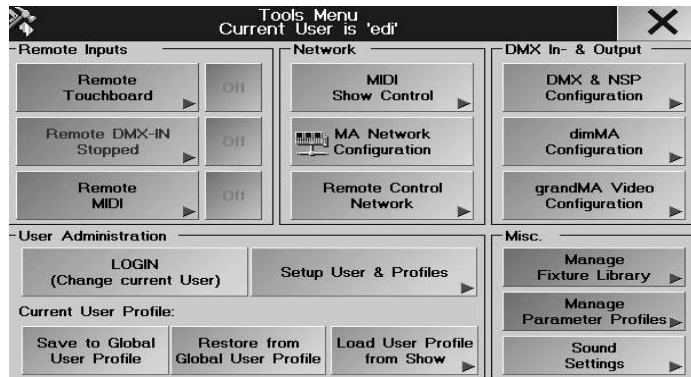 Tools Menu
Current User is 'edi'
Remote Inputs
Remote
Touchboard
Off
Remote DMX-IN
Stopped
Off
Remote
MIDI
Off
Network
MIDI
Show Control
MA Network
Configuration
Remote Control
Network
DMX In- & Output
DMX & NSP
Configuration
dimMA
Configuration
grandMA Video
Configuration
User Administration
LOGIN
(Change current User)
Setup User & Profiles
Current User Profile:
Save to Global
User Profile
Restore from
Global User Profile
Load User Profile
from Show
Misc.
Manage
Fixture Library
Manage
Parameter Profiles
Sound
Settings